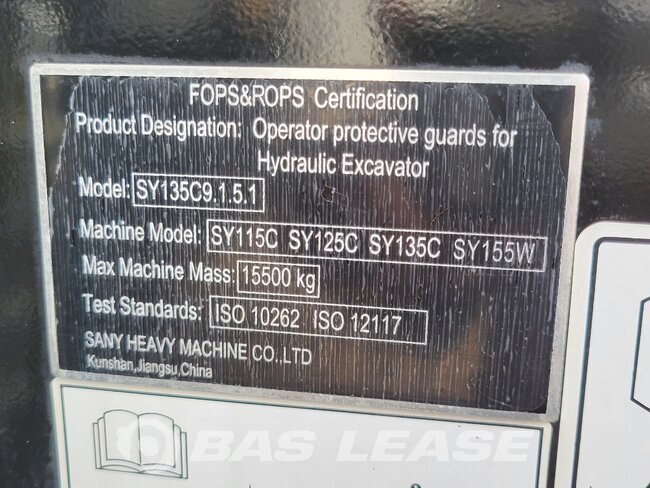 FOPS&ROPS Certification
Product Designation: Operator protective guards for
Hydraulic Excavator
Model: SY135C9.1.5.1
Machine Model: SY115C SY125C SY135C SY155W
Max Machine Mass: 15500 kg
Test Standards: ISO 10262 ISO 12117
SANY HEAVY MACHINE CO.,LTD
Kunshan,Jiangsu,China
BAS LEASE